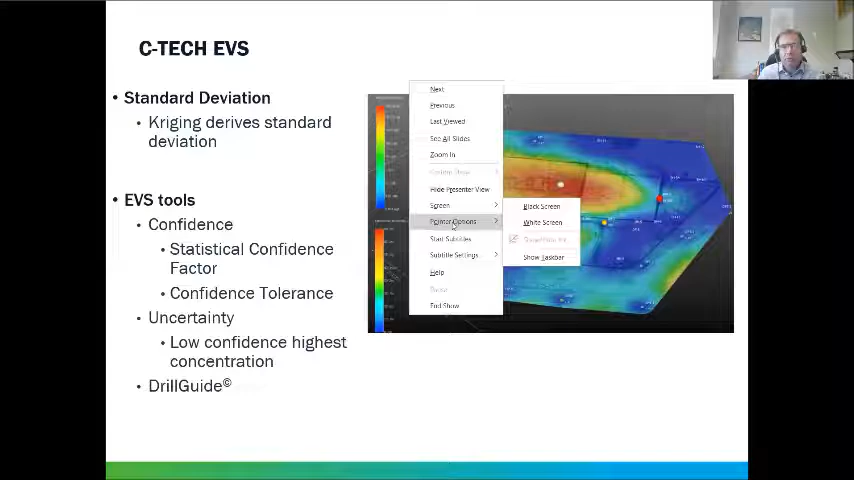 C-TECH EVS
• Standard Deviation
• Kriging derives standard
deviation
• EVS tools
• Confidence
• Statistical Confidence
Factor
• Confidence Tolerance
• Uncertainty
• Low confidence highest
concentration
• DrillGuide©
Next
Previous
Last Viewed
See All Slides
Zoom In
Custom Show
Hide Presenter View
Screen
Pointer Options
Start Subtitles
Subtitle Settings
Help
Pause
End Show
Black Screen
White Screen
Show Taskbar